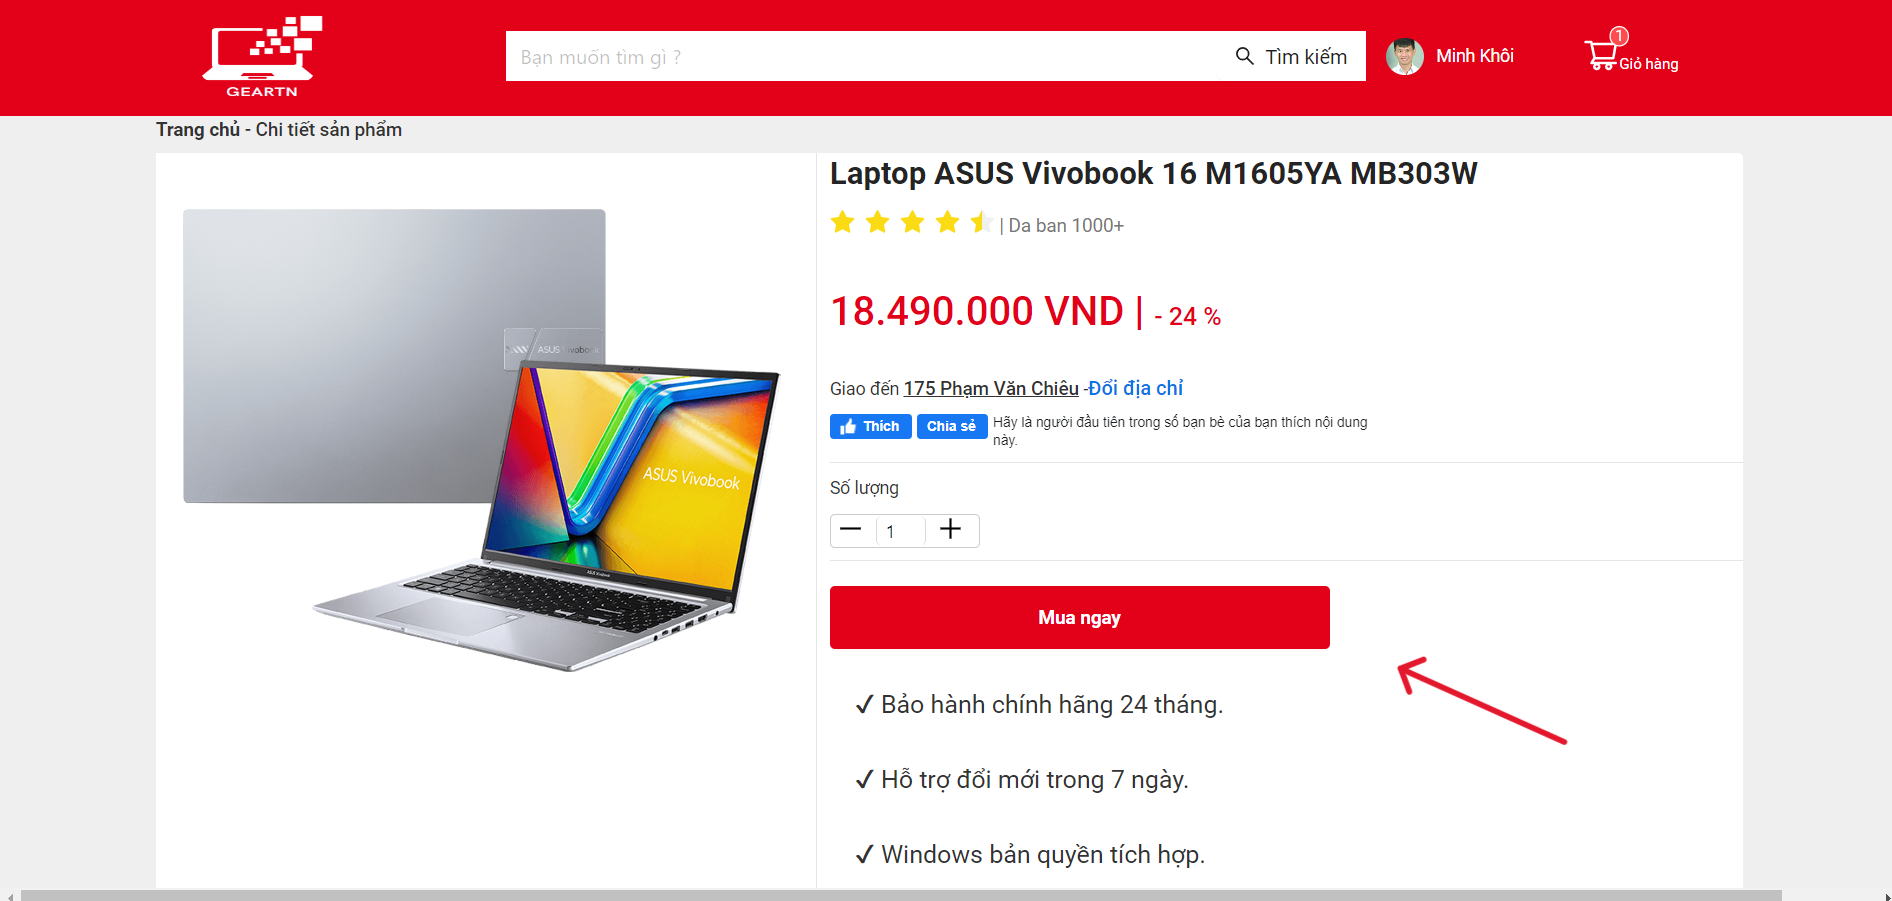 GEARTN
Bạn muốn tìm gì ?
Tìm kiếm
Minh Khôi
1
Giỏ hàng
Trang chủ - Chi tiết sản phẩm
Laptop ASUS Vivobook 16 M1605YA MB303W
| Da ban 1000+
18.490.000 VND | - 24 %
Giao đến 175 Phạm Văn Chiêu -Đổi địa chỉ
Thích
Chia sẻ
Hãy là người đầu tiên trong số bạn bè của bạn thích nội dung
này.
Số lượng
1
Mua ngay
✓ Bảo hành chính hãng 24 tháng.
✓ Hỗ trợ đổi mới trong 7 ngày.
✓ Windows bản quyền tích hợp.
ASUS Vivobook
ASUS Vivobook
ASUS Vivobook